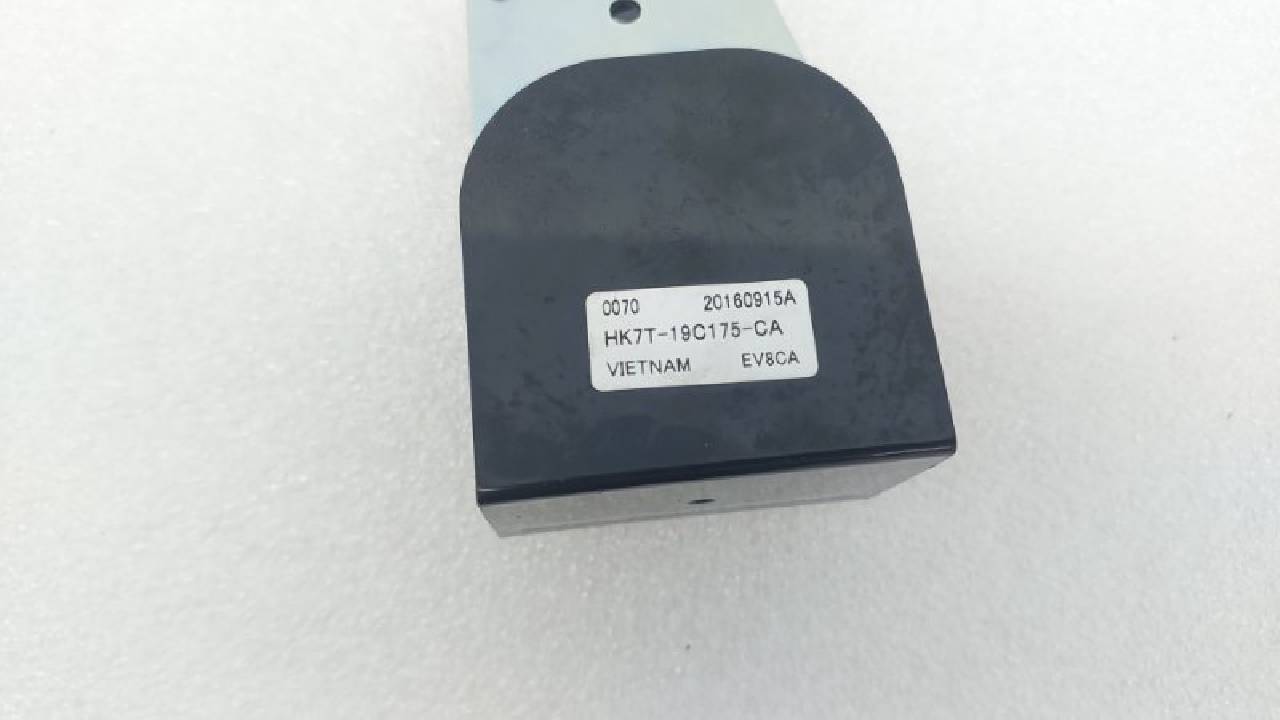 0070 20160915A
HK7T-19C175-CA
VIETNAM EV8CA